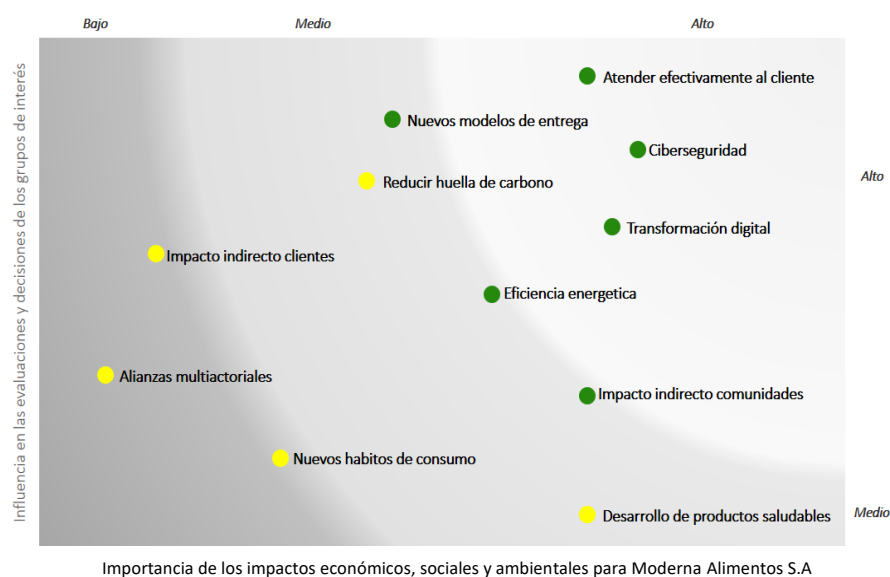 Bajo
Medio
Alto
Influencia en las evaluaciones y decisiones de los grupos de interés
Atender efectivamente al cliente
Nuevos modelos de entrega
Ciberseguridad
Alto
Reducir huella de carbono
Transformación digital
Impacto indirecto clientes
Eficiencia energetica
Alianzas multiactoriales
Impacto indirecto comunidades
Nuevos habitos de consumo
Desarrollo de productos saludables
Medio
Importancia de los impactos económicos, sociales y ambientales para Moderna Alimentos S.A